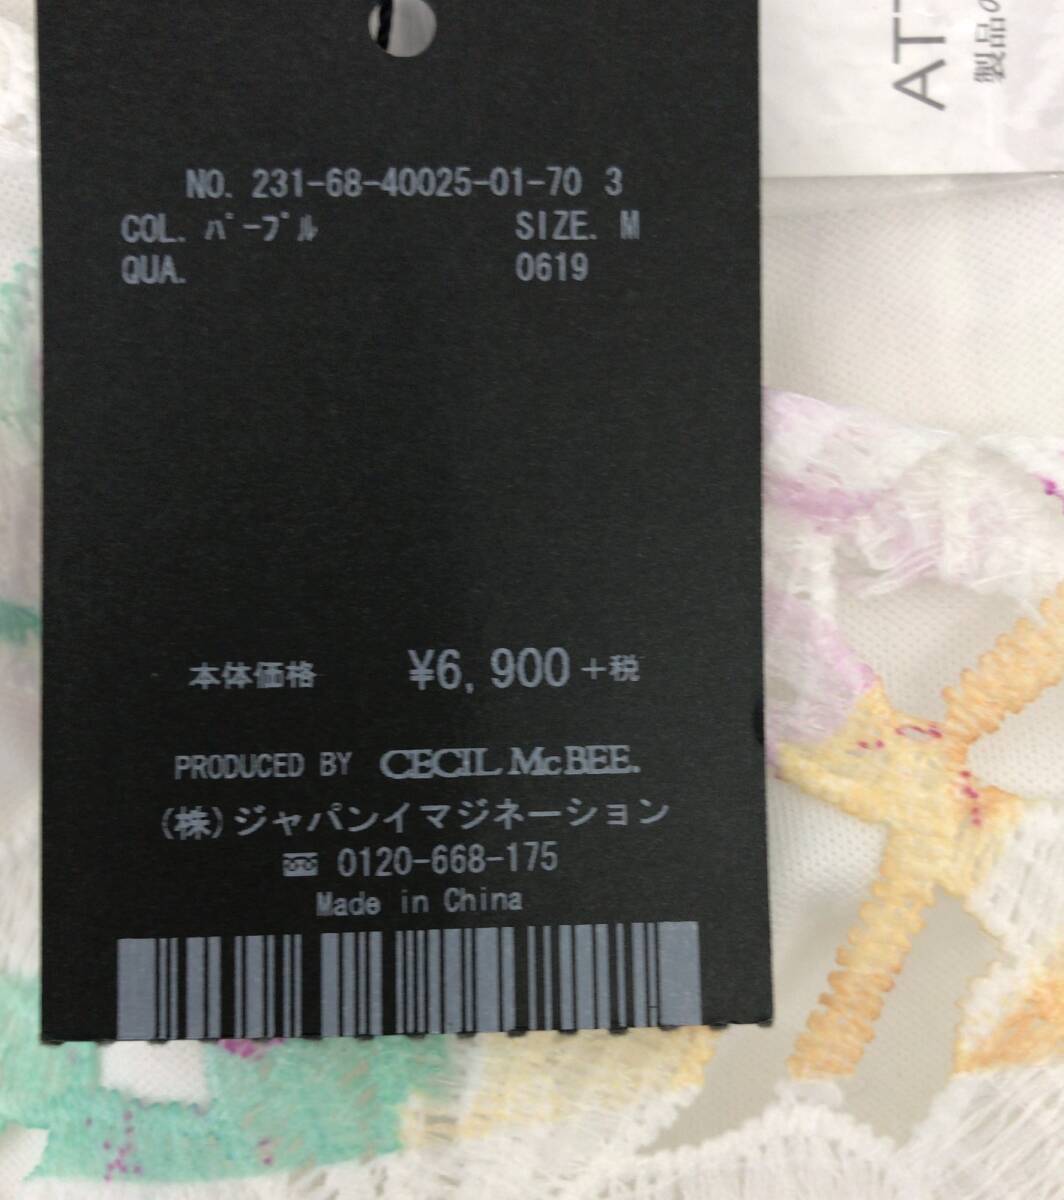 NO. 231-68-40025-01-70 3
COL. パープル SIZE. M
QUA. 0619
本体価格 ¥6,900+税
PRODUCED BY CECIL McBEE.
(株)ジャパンイマジネーション
0120-668-175
Made in China
製品の